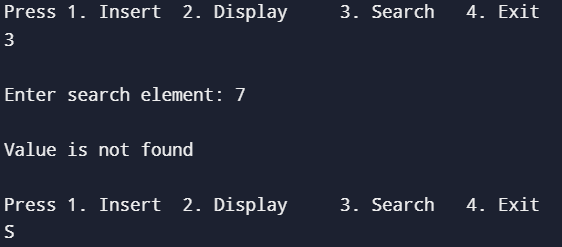 Press 1. Insert  2. Display     3. Search   4. Exit
3
Enter search element: 7
Value is not found
Press 1. Insert  2. Display     3. Search   4. Exit
S